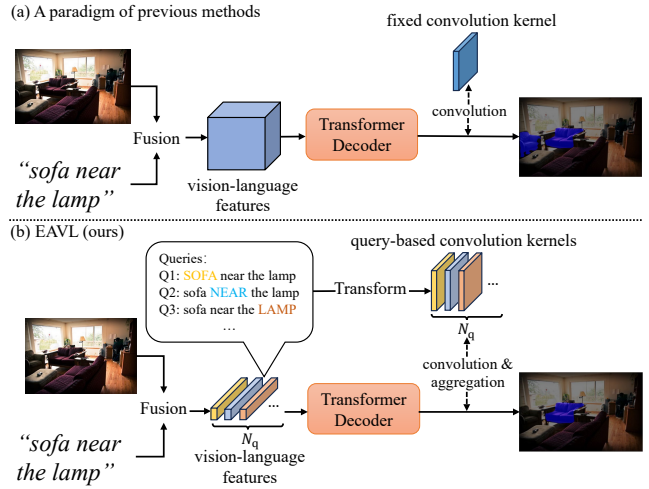 (a) A paradigm of previous methods
fixed convolution kernel
convolution
Fusion
Transformer
Decoder
“sofa near
the lamp”
vision-language
features
(b) EAVL (ours)
query-based convolution kernels
Queries:
Q1: SOFA near the lamp
Q2: sofa NEAR the lamp
Q3: sofa near the LAMP
...
Transform
...
Nq
convolution &
aggregation
Fusion
...
Transformer
Decoder
Nq
“sofa near
the lamp”
vision-language
features